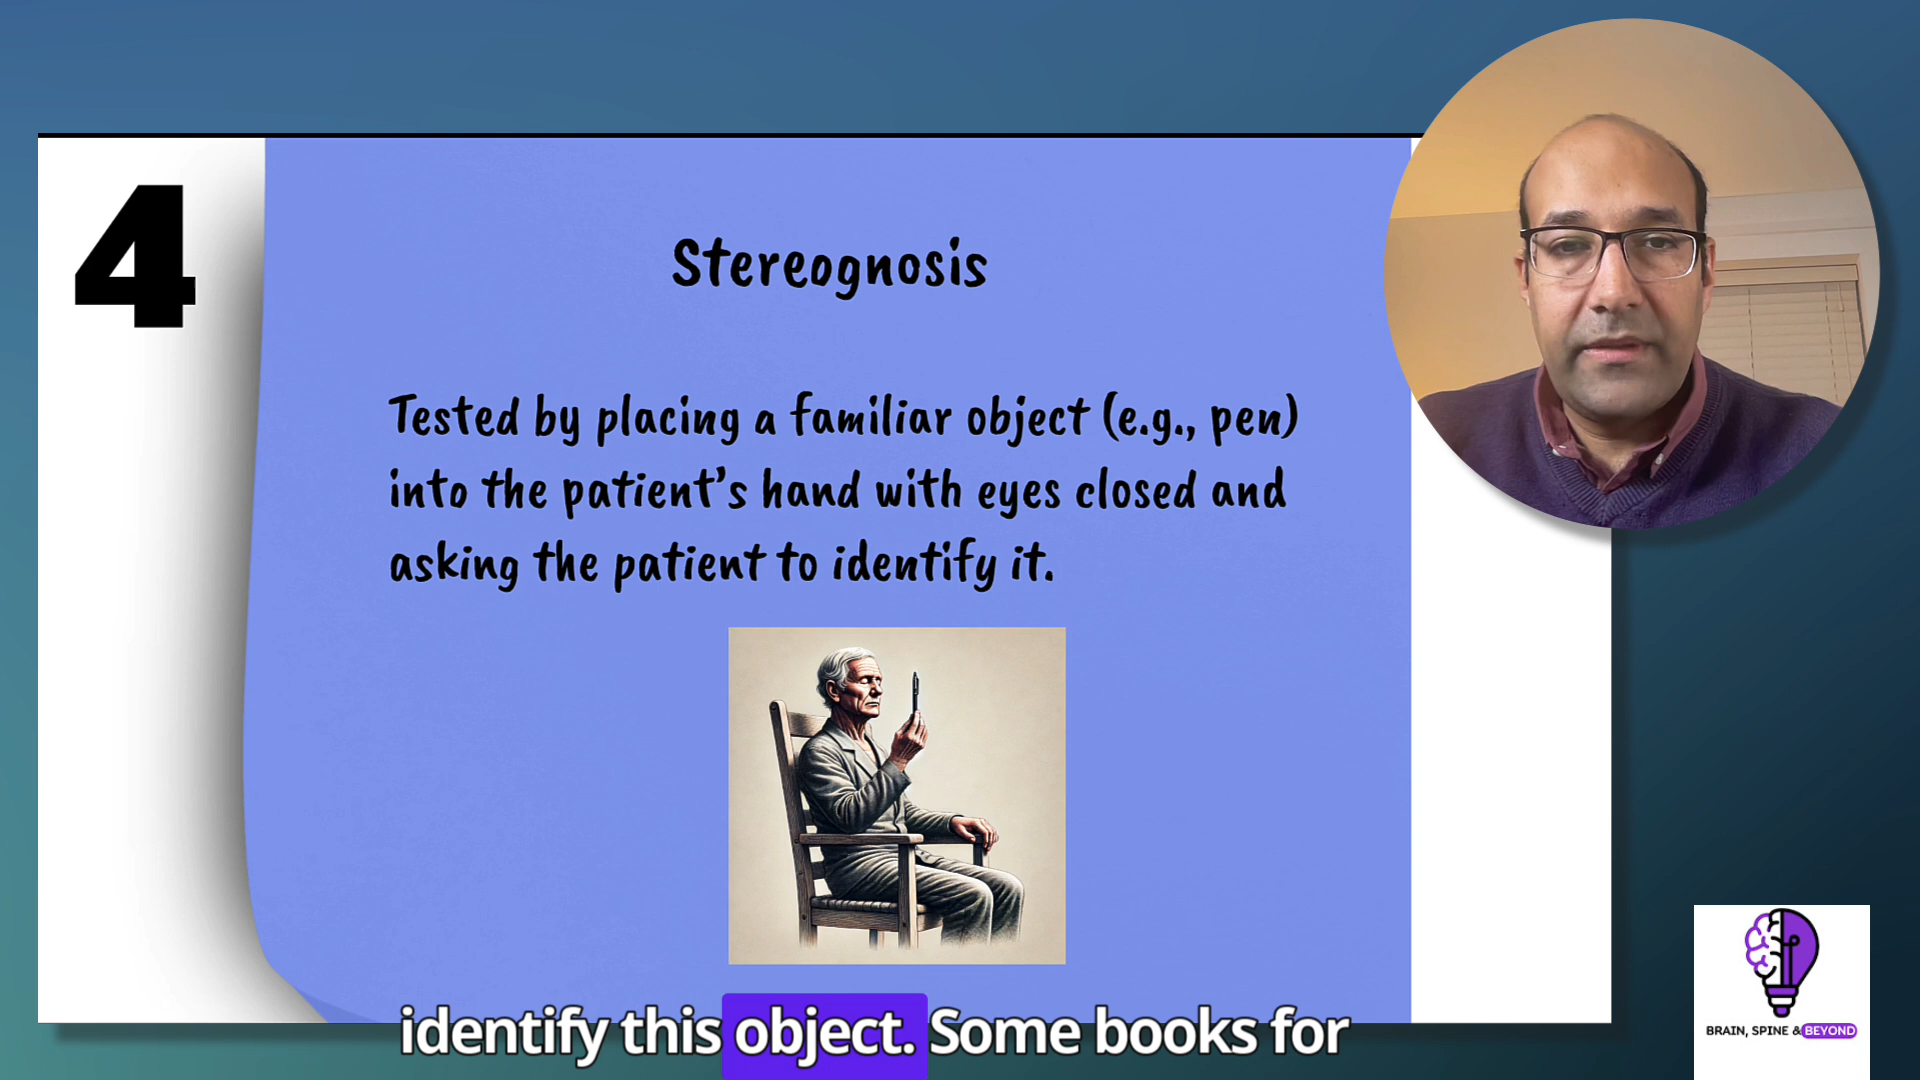 4
Stereognosis
Tested by placing a familiar object (e.g., pen)
into the patient's hand with eyes closed and
asking the patient to identify it.
identify this object. Some books for
BRAIN, SPINE & BEYOND